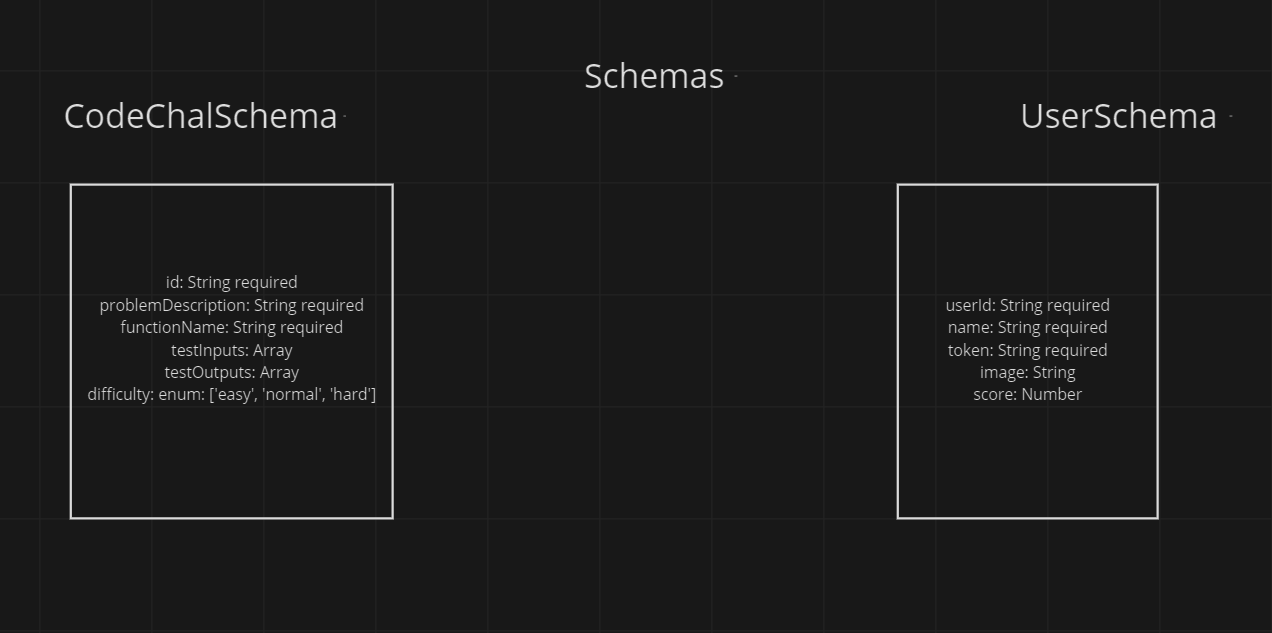 Schemas
CodeChalSchema
UserSchema
id: String required
problemDescription: String required
functionName: String required
testInputs: Array
testOutputs: Array
difficulty: enum: ['easy', 'normal', 'hard']
userId: String required
name: String required
token: String required
image: String
score: Number